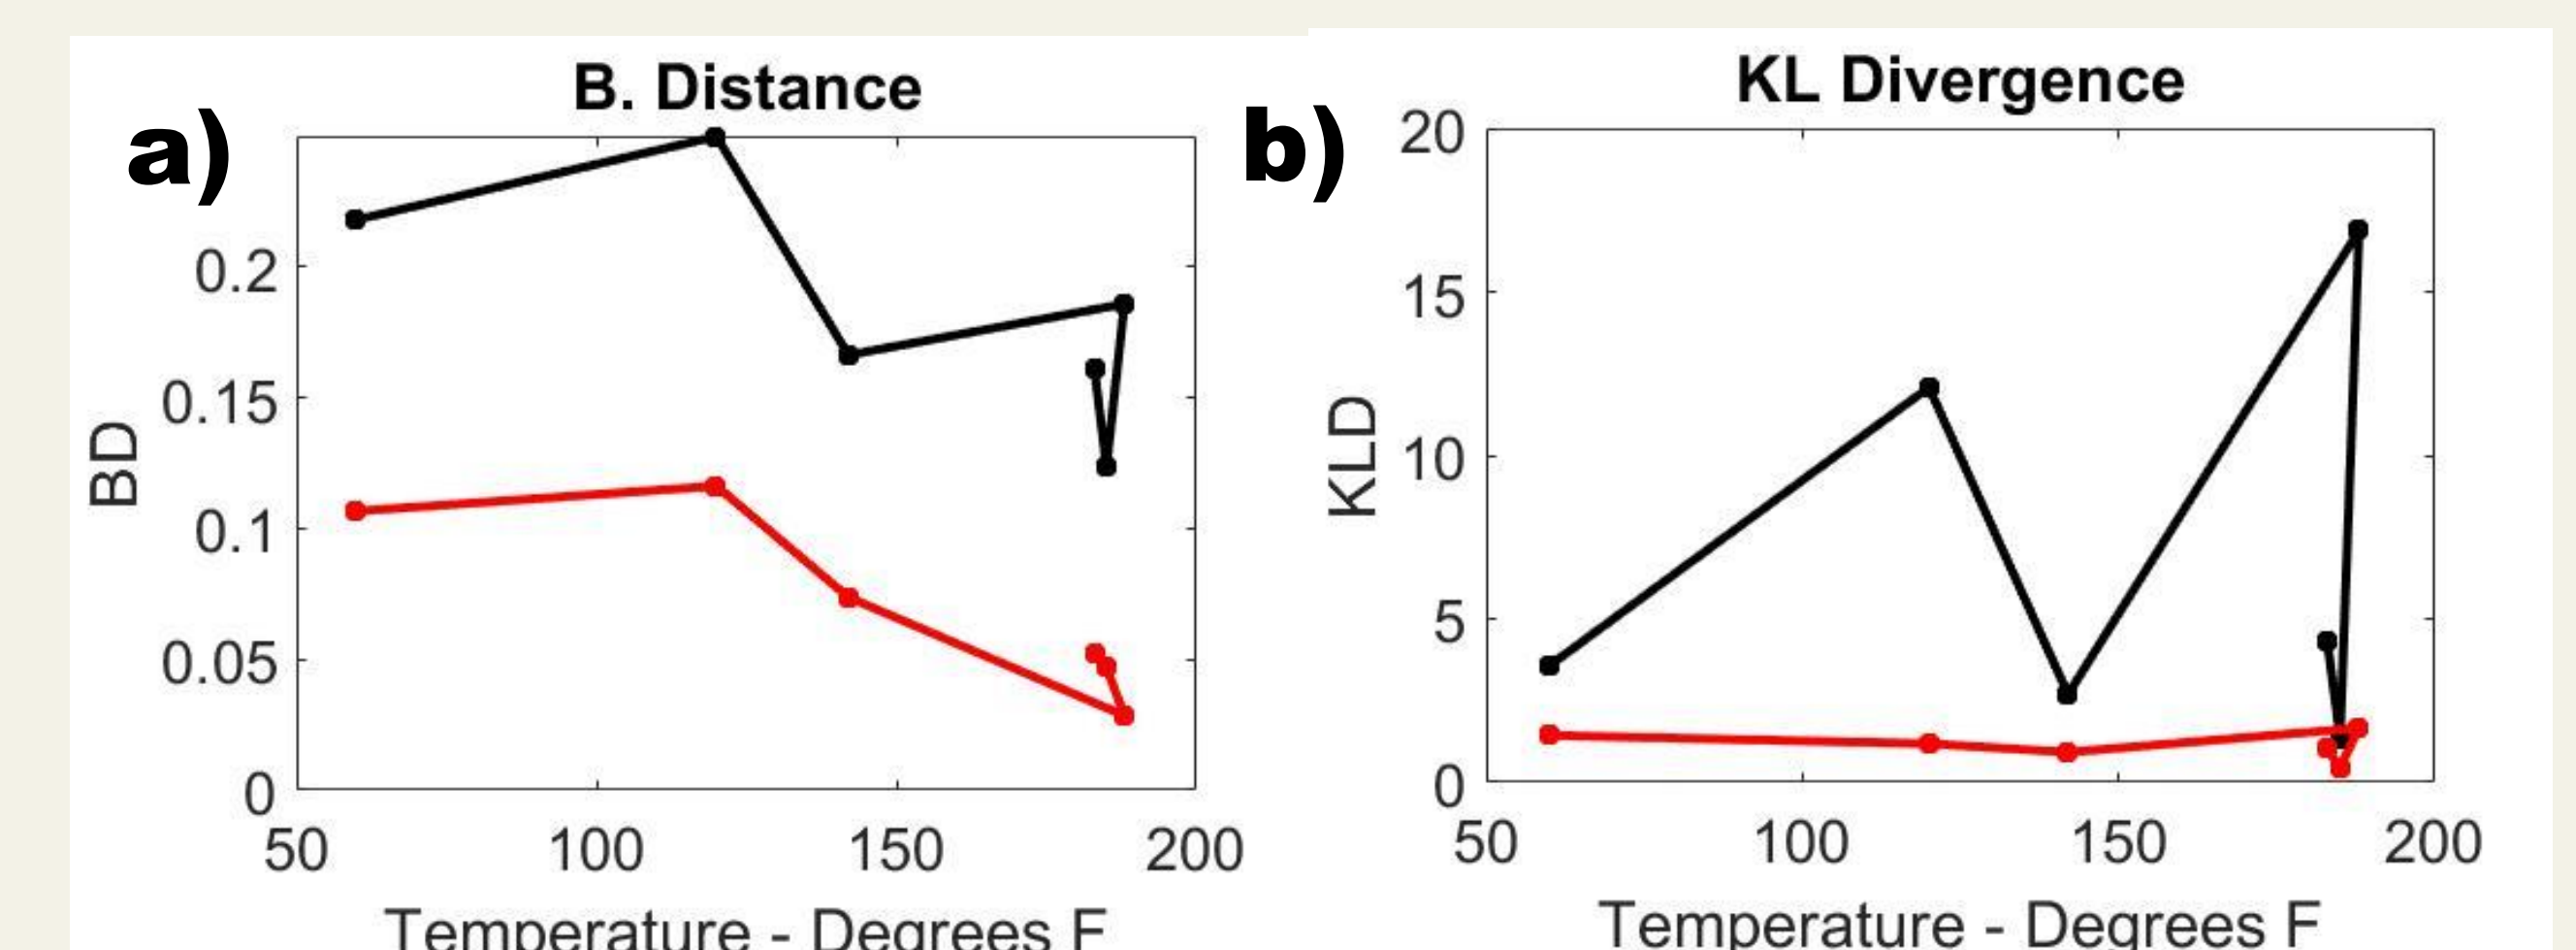 a)
B. Distance
BD
0.2
0.15
0.1
0.05
0
50 100 150 200
Temperature - Degrees F
b)
KL Divergence
KLD
20
15
10
5
0
50 100 150 200
Temperature - Degrees F